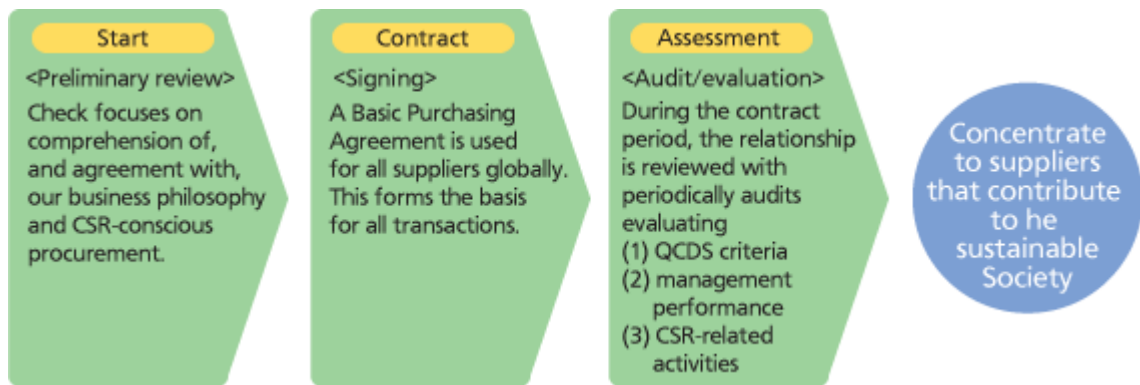 Start
<Preliminary review>
Check focuses on
comprehension of,
and agreement with,
our business philosophy
and CSR-conscious
procurement.
Contract
<Signing>
A Basic Purchasing
Agreement is used
for all suppliers globally.
This forms the basis
for all transactions.
Assessment
<Audit/evaluation>
During the contract
period, the relationship
is reviewed with
periodically audits
evaluating
(1) QCDS criteria
(2) management
performance
(3) CSR-related
activities
Concentrate
to suppliers
that contribute
to he
sustainable
Society